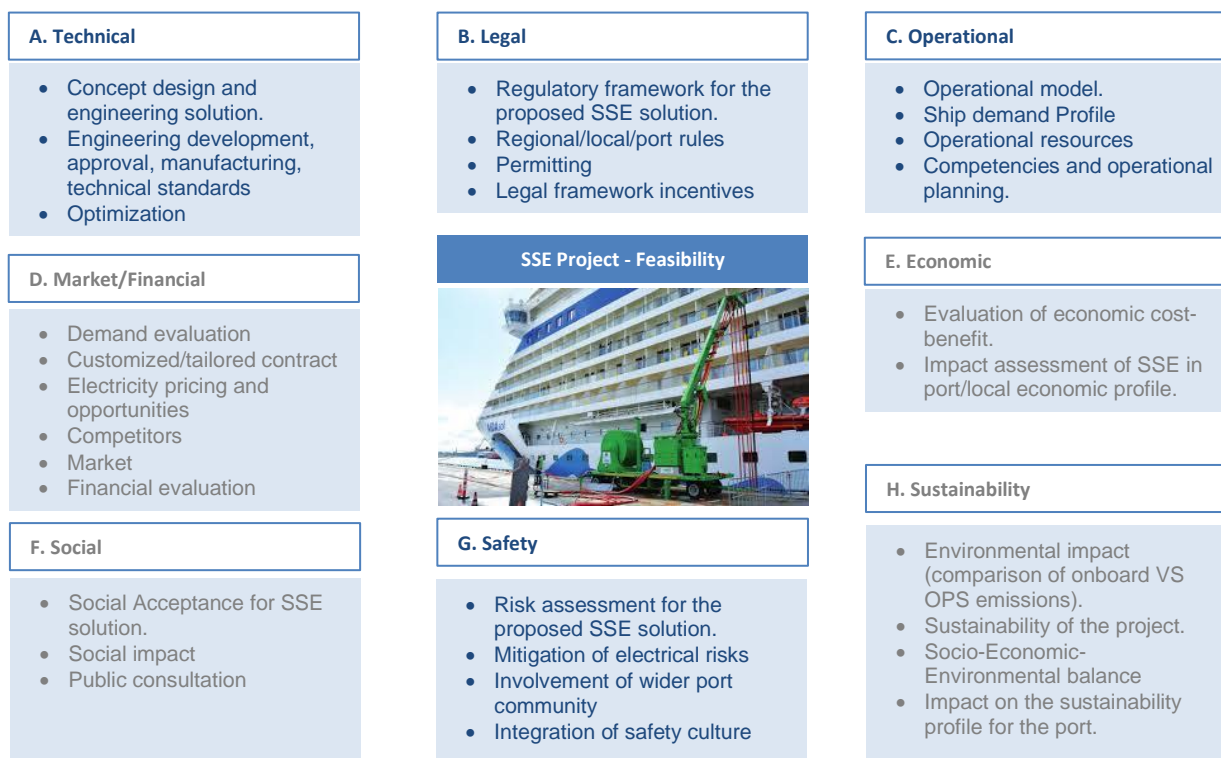 A. Technical
• Concept design and
engineering solution.
• Engineering development,
approval, manufacturing,
technical standards
• Optimization
B. Legal
• Regulatory framework for the
proposed SSE solution.
• Regional/local/port rules
• Permitting
• Legal framework incentives
C. Operational
• Operational model.
• Ship demand Profile
• Operational resources
• Competencies and operational
planning.
D. Market/Financial
• Demand evaluation
• Customized/tailored contract
• Electricity pricing and
opportunities
• Competitors
• Market
• Financial evaluation
SSE Project - Feasibility
E. Economic
• Evaluation of economic cost-
benefit.
• Impact assessment of SSE in
port/local economic profile.
F. Social
• Social Acceptance for SSE
solution.
• Social impact
• Public consultation
G. Safety
• Risk assessment for the
proposed SSE solution.
• Mitigation of electrical risks
• Involvement of wider port
community
• Integration of safety culture
H. Sustainability
• Environmental impact
(comparison of onboard VS
OPS emissions).
• Sustainability of the project.
• Socio-Economic-
Environmental balance
• Impact on the sustainability
profile for the port.